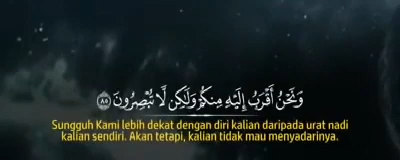 وَنَحْنُ أَقْرَبُ إِلَيْهِ مِنكُمْ وَلَٰكِن لَّا تُبْصِرُونَ ٨٥
Sungguh Kami lebih dekat dengan diri kalian daripada urat nadi
kalian sendiri. Akan tetapi, kalian tidak mau menyadarinya.